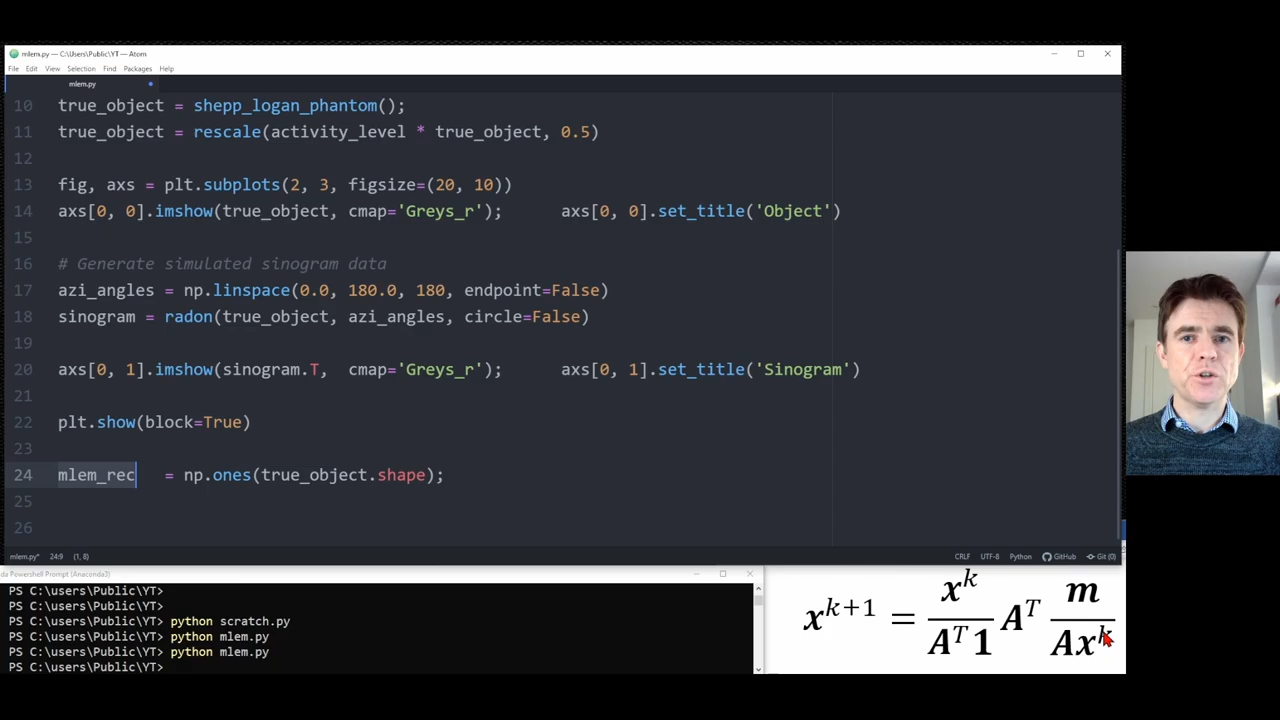 mlem.py — C:\Users\Public\YT — Atom
File Edit View Selection Find Packages Help
mlem.py
10 true_object = shepp_logan_phantom();
11 true_object = rescale(activity_level * true_object, 0.5)
12
13 fig, axs = plt.subplots(2, 3, figsize=(20, 10))
14 axs[0, 0].imshow(true_object, cmap='Greys_r'); axs[0, 0].set_title('Object')
15
16 # Generate simulated sinogram data
17 azi_angles = np.linspace(0.0, 180.0, 180, endpoint=False)
18 sinogram = radon(true_object, azi_angles, circle=False)
19
20 axs[0, 1].imshow(sinogram.T, cmap='Greys_r'); axs[0, 1].set_title('Sinogram')
21
22 plt.show(block=True)
23
24 mlem_rec = np.ones(true_object.shape);
25
26
mlem.py* 24:9 (1, 8) CRLF UTF-8 Python GitHub Git (0)
da Powershell Prompt (Anaconda3)
PS C:\users\Public\YT>
PS C:\users\Public\YT>
PS C:\users\Public\YT> python scratch.py
PS C:\users\Public\YT> python mlem.py
PS C:\users\Public\YT> python mlem.py
PS C:\users\Public\YT>
x^{k+1} = \frac{x^k}{A^T 1} A^T \frac{m}{Ax^k}